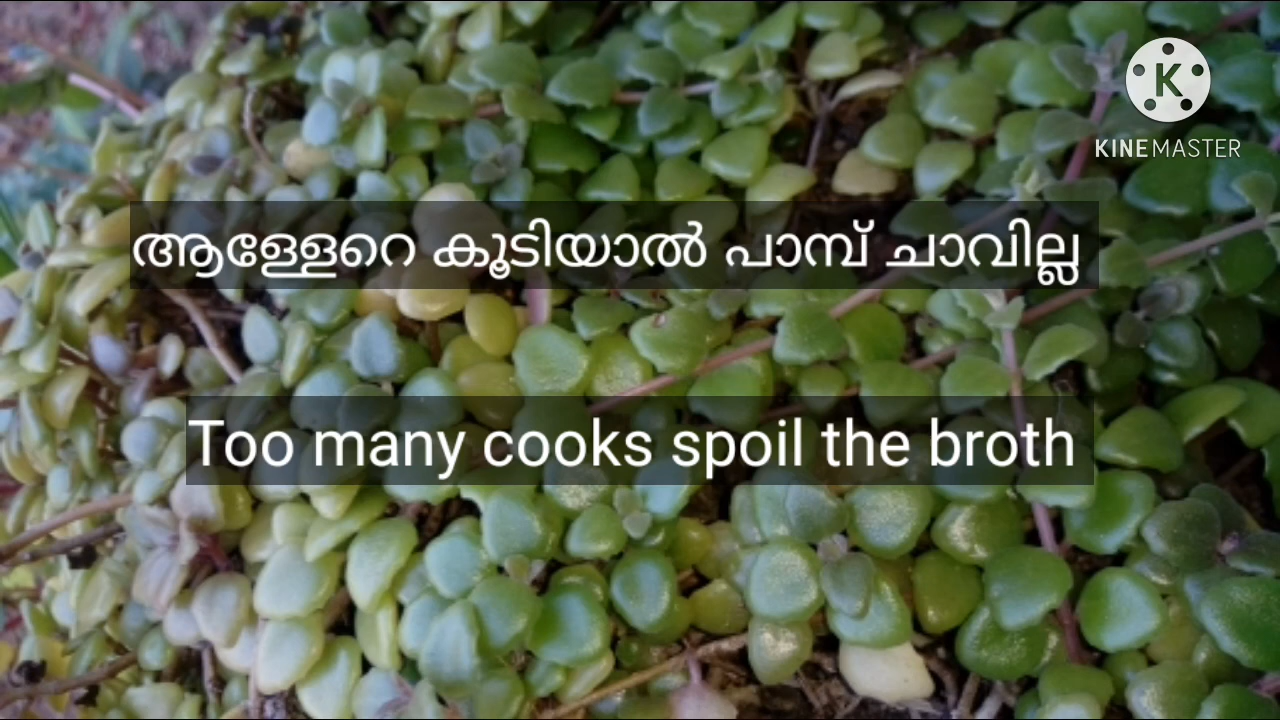 KINEMASTER
ആള്ളേറെ കൂടിയാൽ പാമ്പ് ചാവില്ല
Too many cooks spoil the broth